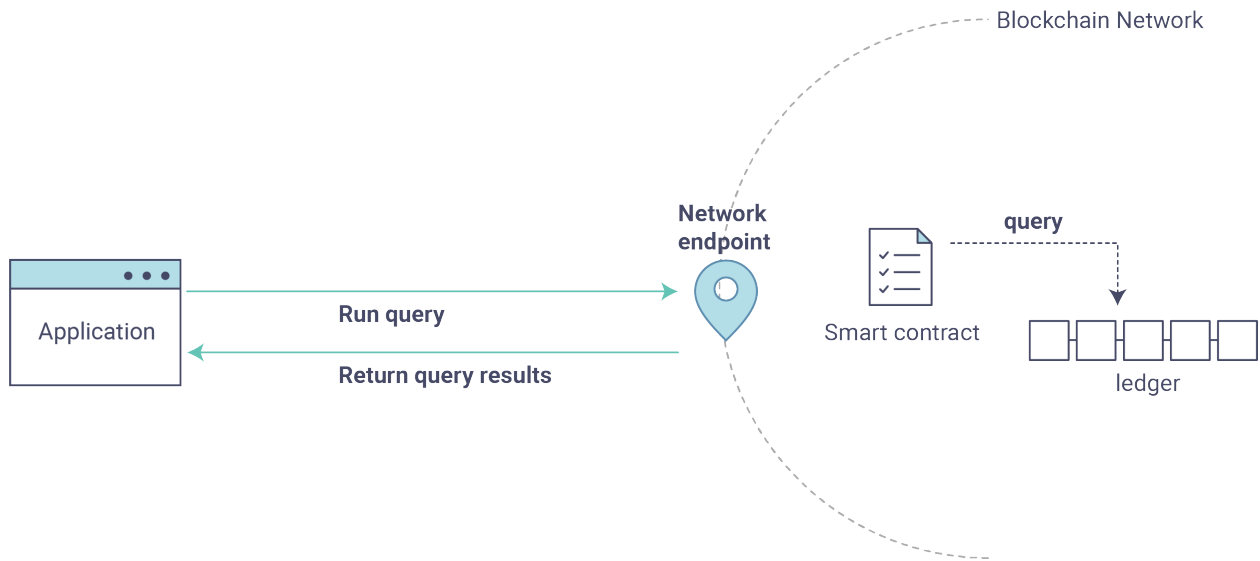 Blockchain Network
Network
endpoint
query
Run query
Application
Smart contract
Return query results
ledger